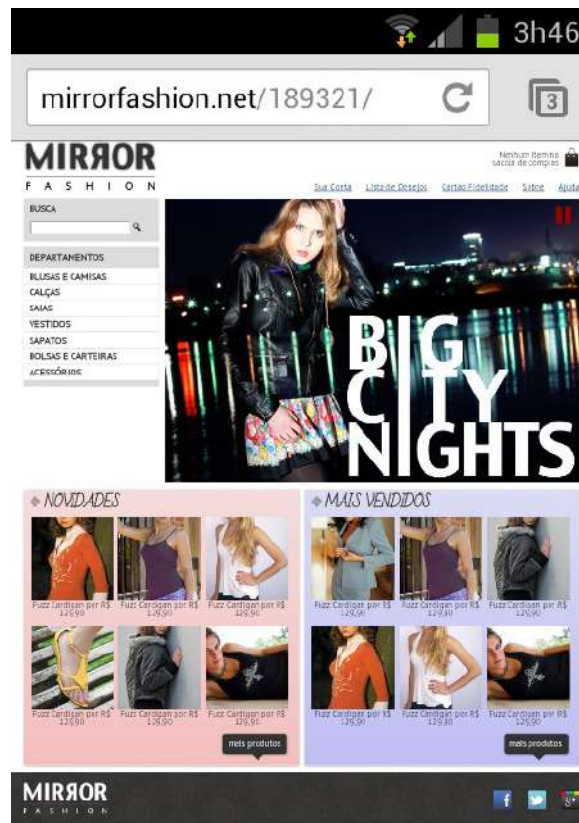 3h46
mirrorfashion.net/189321/
3
MIRROR
FASHION
Nenhum item na
sacola de compras
Sua Conta Lista de Desejos Cartão Fidelidade Sobre Ajuda
BUSCA
DEPARTAMENTOS
BLUSAS E CAMISAS
CALÇAS
SAIAS
VESTIDOS
SAPATOS
BOLSAS E CARTEIRAS
ACESSÓRIOS
BIG
CITY
NIGHTS
NOVIDADES
Fuzz Cardigan por R$
129,90
Fuzz Cardigan por R$
129,90
Fuzz Cardigan por R$
129,90
Fuzz Cardigan por R$
129,90
Fuzz Cardigan por R$
129,90
Fuzz Cardigan por R$
129,90
mais produtos
MAIS VENDIDOS
Fuzz Cardigan por R$
129,90
Fuzz Cardigan por R$
129,90
Fuzz Cardigan por R$
129,90
Fuzz Cardigan por R$
129,90
Fuzz Cardigan por R$
129,90
Fuzz Cardigan por R$
129,90
mais produtos
MIRROR
FASHION
f
g+